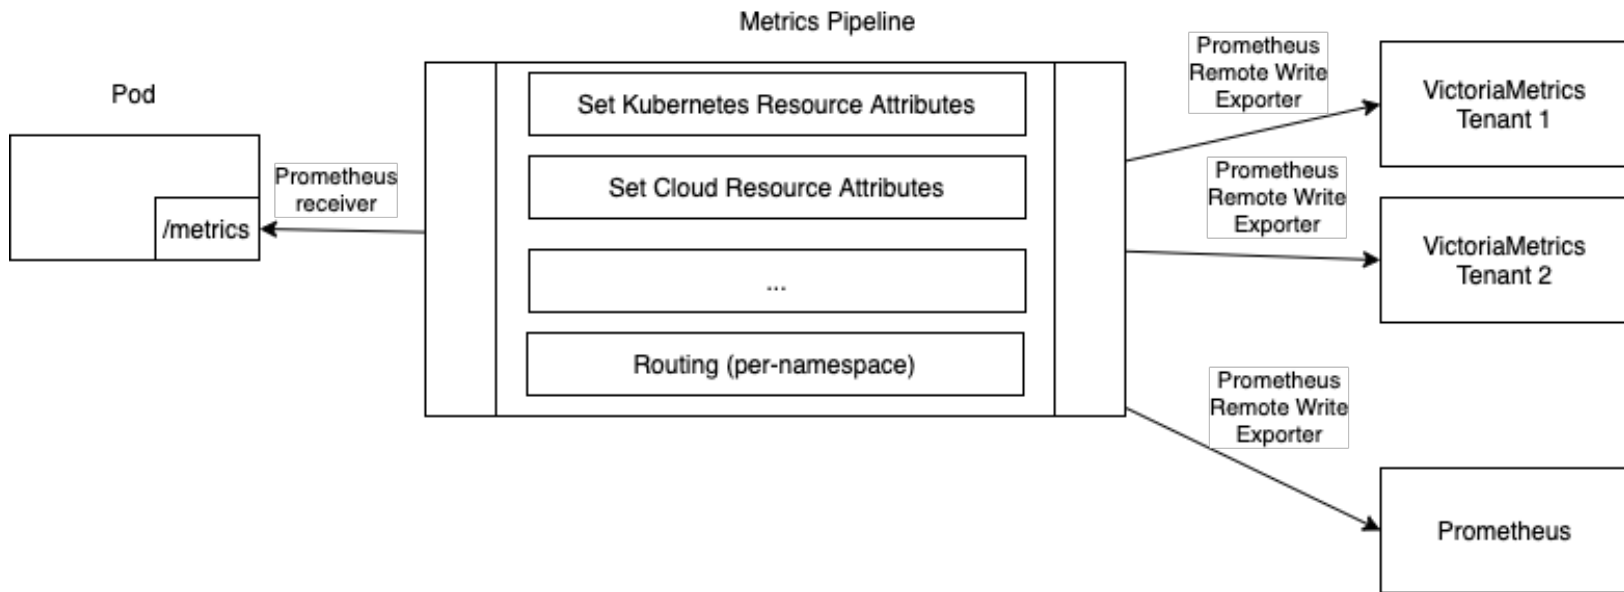 Metrics Pipeline
Pod
/metrics
Prometheus
receiver
Set Kubernetes Resource Attributes
Set Cloud Resource Attributes
...
Routing (per-namespace)
Prometheus
Remote Write
Exporter
VictoriaMetrics
Tenant 1
Prometheus
Remote Write
Exporter
VictoriaMetrics
Tenant 2
Prometheus
Remote Write
Exporter
Prometheus